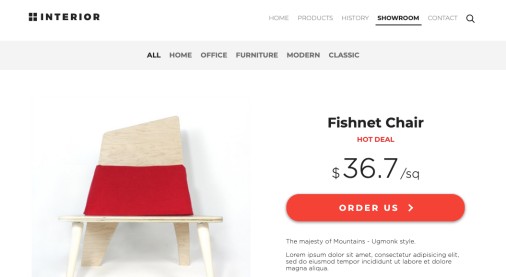 INTERIOR
HOME PRODUCTS HISTORY SHOWROOM CONTACT
ALL HOME OFFICE FURNITURE MODERN CLASSIC
Fishnet Chair
HOT DEAL
$36.7/sq
ORDER US
The majesty of Mountains - Ugmonk style.
Lorem ipsum dolor sit amet, consectetur adipisicing elit,
sed do eiusmod tempor incididunt ut labore et dolore
magna aliqua.